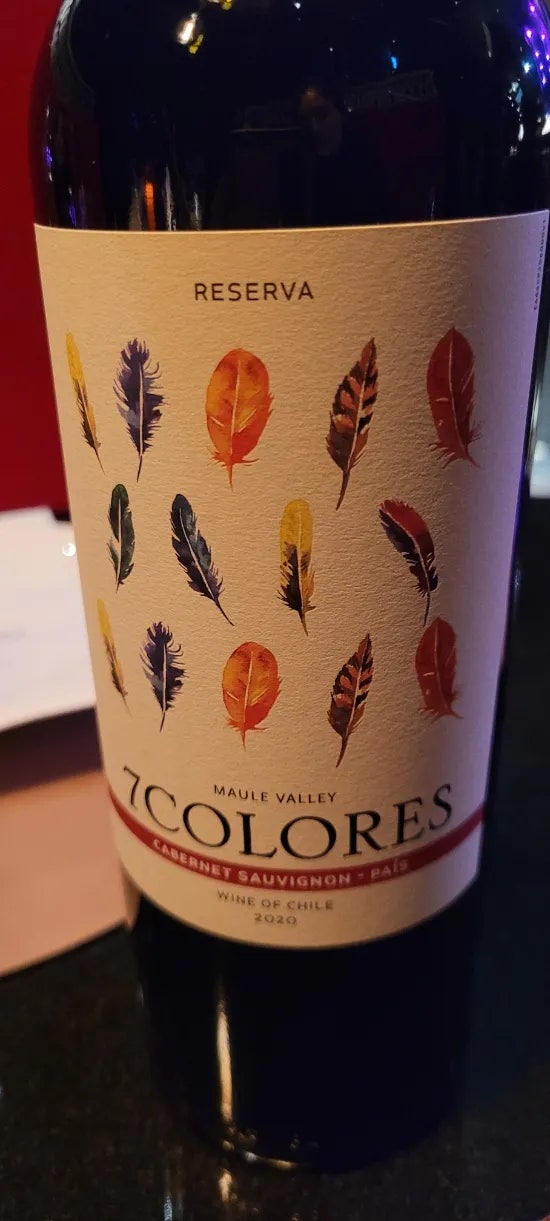 RESERVA
MAULE VALLEY
7COLORES
CABERNET SAUVIGNON - PAÍS
WINE OF CHILE
2020